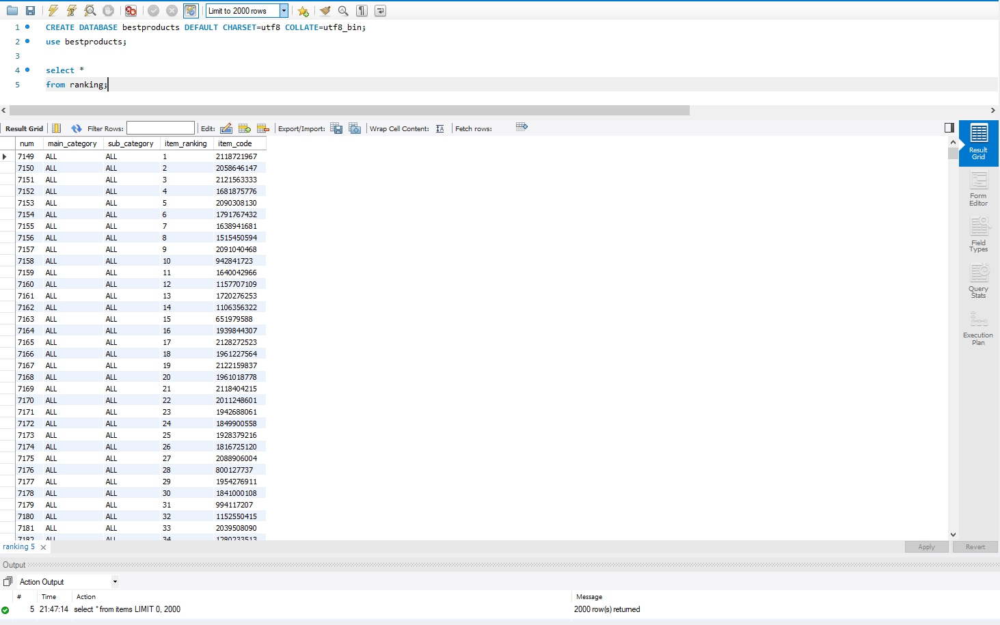 Limit to 2000 rows
1 CREATE DATABASE bestproducts DEFAULT CHARSET=utf8 COLLATE=utf8_bin;
2 use bestproducts;
3
4 select *
5 from ranking;
Result Grid Filter Rows: Edit: Export/Import: Wrap Cell Content: Fetch rows:
num main_category sub_category item_ranking item_code
7149 ALL ALL 1 2118721967
7150 ALL ALL 2 2058646147
7151 ALL ALL 3 2121563333
7152 ALL ALL 4 1681875776
7153 ALL ALL 5 2090308130
7154 ALL ALL 6 1791767432
7155 ALL ALL 7 1638941681
7156 ALL ALL 8 1515450594
7157 ALL ALL 9 2091040468
7158 ALL ALL 10 942841723
7159 ALL ALL 11 1640042966
7160 ALL ALL 12 1157707109
7161 ALL ALL 13 1720276253
7162 ALL ALL 14 1106356322
7163 ALL ALL 15 651979588
7164 ALL ALL 16 1939844307
7165 ALL ALL 17 2128272523
7166 ALL ALL 18 1961227564
7167 ALL ALL 19 2122159837
7168 ALL ALL 20 1961018778
7169 ALL ALL 21 2118404215
7170 ALL ALL 22 2011248601
7171 ALL ALL 23 1942688061
7172 ALL ALL 24 1849900558
7173 ALL ALL 25 1928379216
7174 ALL ALL 26 1816725120
7175 ALL ALL 27 2088906004
7176 ALL ALL 28 800127737
7177 ALL ALL 29 1954276911
7178 ALL ALL 30 1841000108
7179 ALL ALL 31 994117207
7180 ALL ALL 32 1152550415
7181 ALL ALL 33 2039508090
7182 ALL ALL 34 1280233513
Result
Grid
Form
Editor
Field
Types
Query
Stats
Execution
Plan
ranking 5
Apply Revert
Output
Action Output
# Time Action Message
5 21:47:14 select * from items LIMIT 0, 2000 2000 row(s) returned